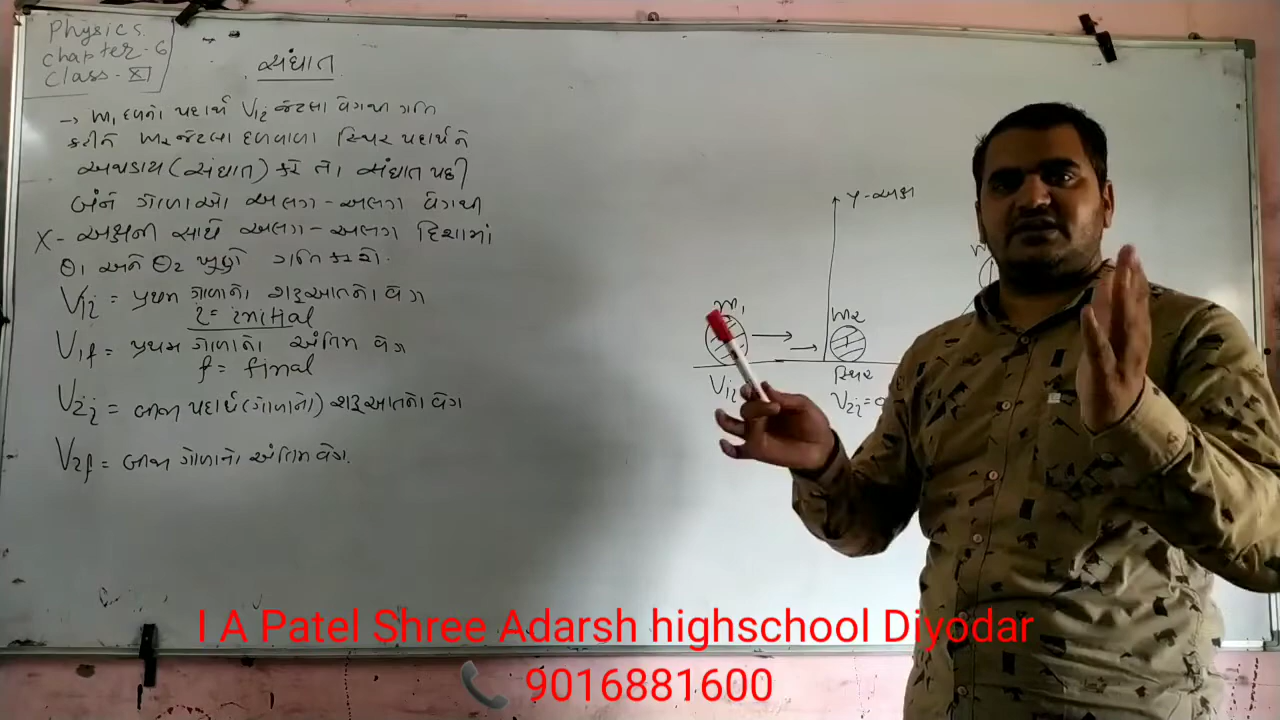 Physics
chapter-6
Class-XI
સંઘાત
→ m₁ દળનો પદાર્થ V₁i જેટલા વેગથી ગતિ
કરીને m₂ જેટલા દળવાળા સ્થિર પદાર્થને
અથડાય (સંઘાત) કરે તો સંઘાત પછી
બંને ગોળાઓ અલગ-અલગ વેગથી
X-અક્ષની સાથે અલગ-અલગ દિશામાં
θ₁ અને θ₂ ખૂણે ગતિ કરશે.
V₁i = પ્રથમ ગોળાનો શરૂઆતનો વેગ
i = initial
V₁f = પ્રથમ ગોળાનો અંતિમ વેગ
f = final
V₂i = બીજા પદાર્થ(ગોળાનો) શરૂઆતનો વેગ
V₂f = બીજા ગોળાનો અંતિમ વેગ.
Y-અક્ષ
m₁
m₂
સ્થિર
V₁i
V₂i=0
I A Patel Shree Adarsh highschool Diyodar
9016881600